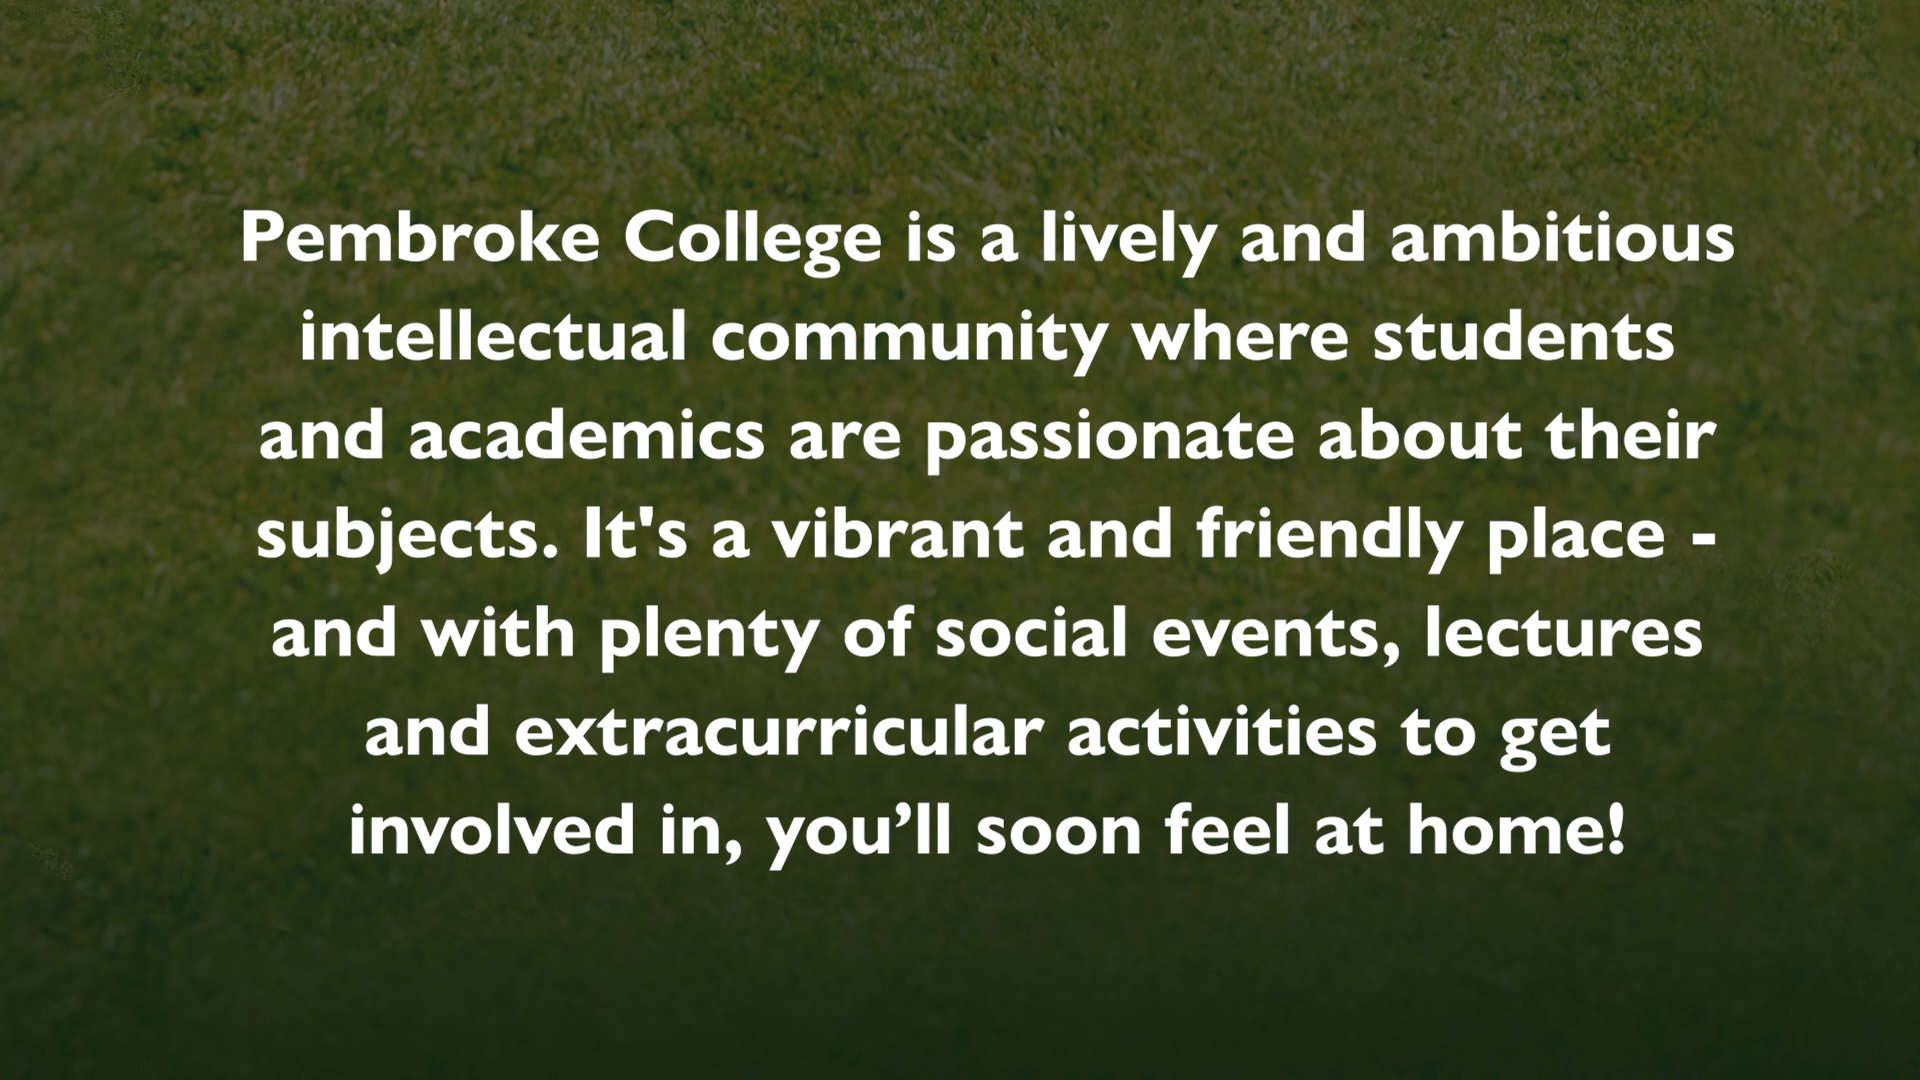 Pembroke College is a lively and ambitious
intellectual community where students
and academics are passionate about their
subjects. It's a vibrant and friendly place -
and with plenty of social events, lectures
and extracurricular activities to get
involved in, you’ll soon feel at home!